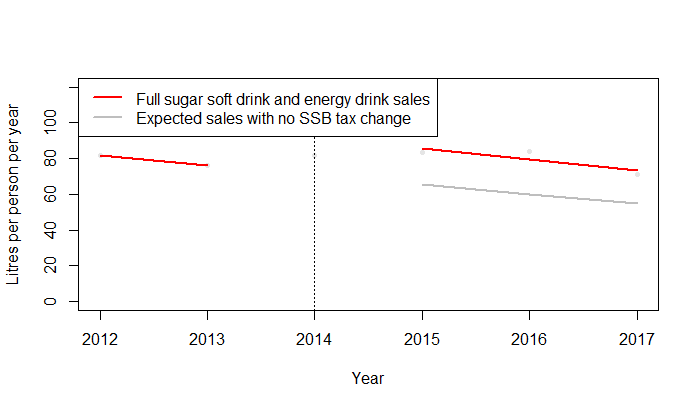 Full sugar soft drink and energy drink sales
Expected sales with no SSB tax change
Litres per person per year
100
80
60
40
20
0
2012 2013 2014 2015 2016 2017
Year